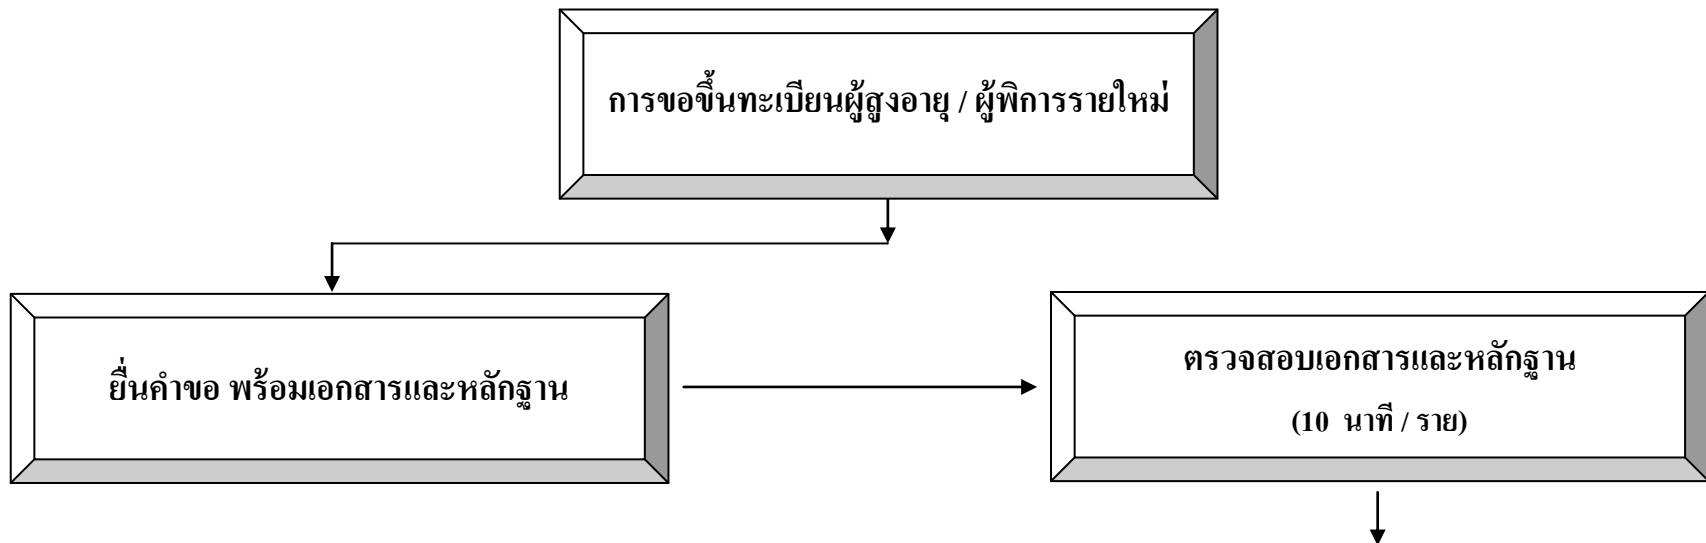 การขอขึ้นทะเบียนผู้สูงอายุ / ผู้พิการรายใหม่
ยื่นคำขอ พร้อมเอกสารและหลักฐาน
ตรวจสอบเอกสารและหลักฐาน
(10 นาที / ราย)